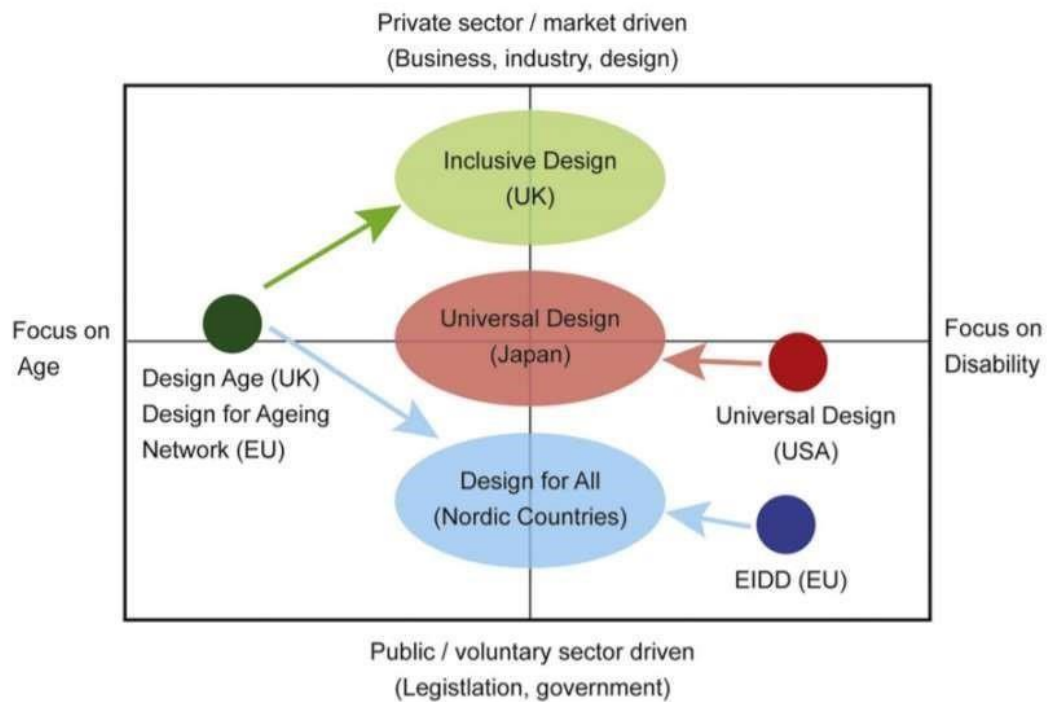 Private sector / market driven
(Business, industry, design)
Inclusive Design
(UK)
Focus on
Age
Universal Design
(Japan)
Focus on
Disability
Design Age (UK)
Design for Ageing
Network (EU)
Universal Design
(USA)
Design for All
(Nordic Countries)
EIDD (EU)
Public / voluntary sector driven
(Legistlation, government)